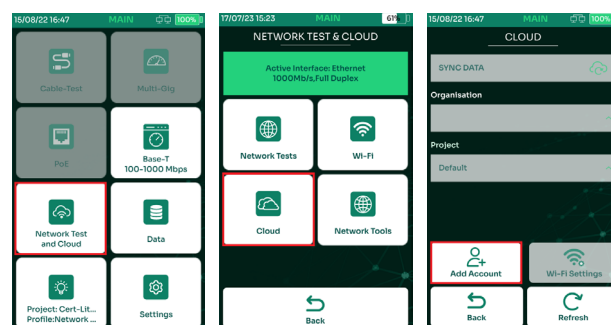 15/08/22 16:47 MAIN 100%
Cable-Test
Multi-Gig
PoE
Base-T
100-1000 Mbps
Network Test
and Cloud
Data
Project: Cert-Lit...
Profile:Network ...
Settings
17/07/23 15:23 MAIN 61%
NETWORK TEST & CLOUD
Active Interface: Ethernet
1000Mb/s,Full Duplex
Network Tests
Wi-Fi
Cloud
Network Tools
Back
15/08/22 16:47 MAIN 100%
CLOUD
SYNC DATA
Organisation
Project
Default
Add Account
Wi-Fi Settings
Back
Refresh